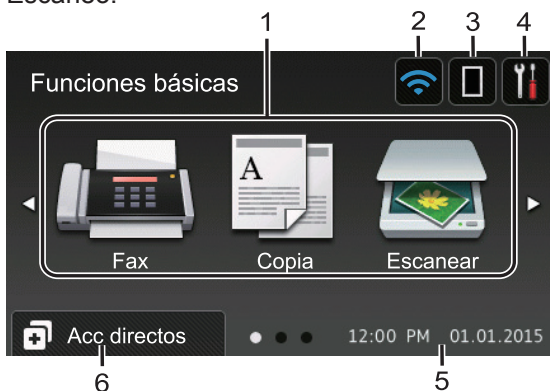 Escaneo.
1 2 3 4
Funciones básicas
A
Fax Copia Escanear
Acc directos 12:00 PM 01.01.2015
6 5